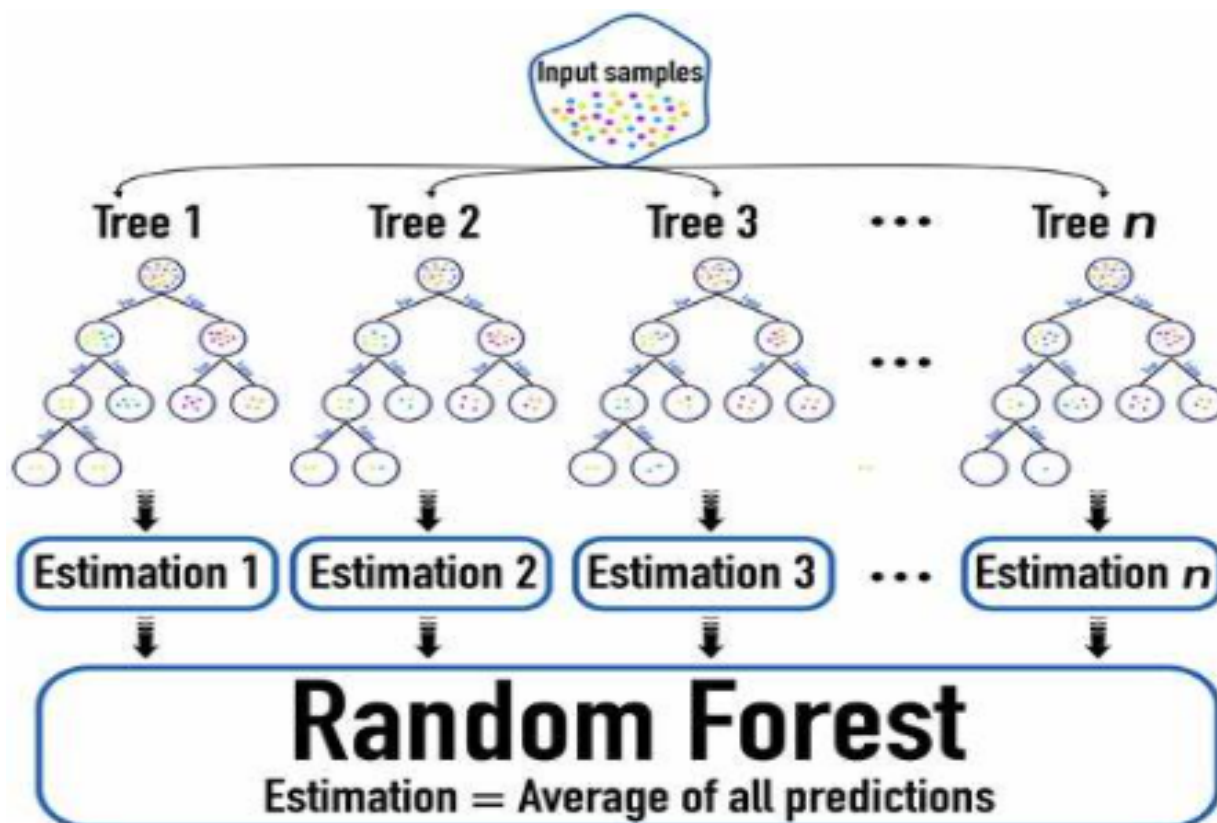 Input samples
Tree 1 Tree 2 Tree 3 ... Tree n
...
Estimation 1 Estimation 2 Estimation 3 ... Estimation n
Random Forest
Estimation = Average of all predictions